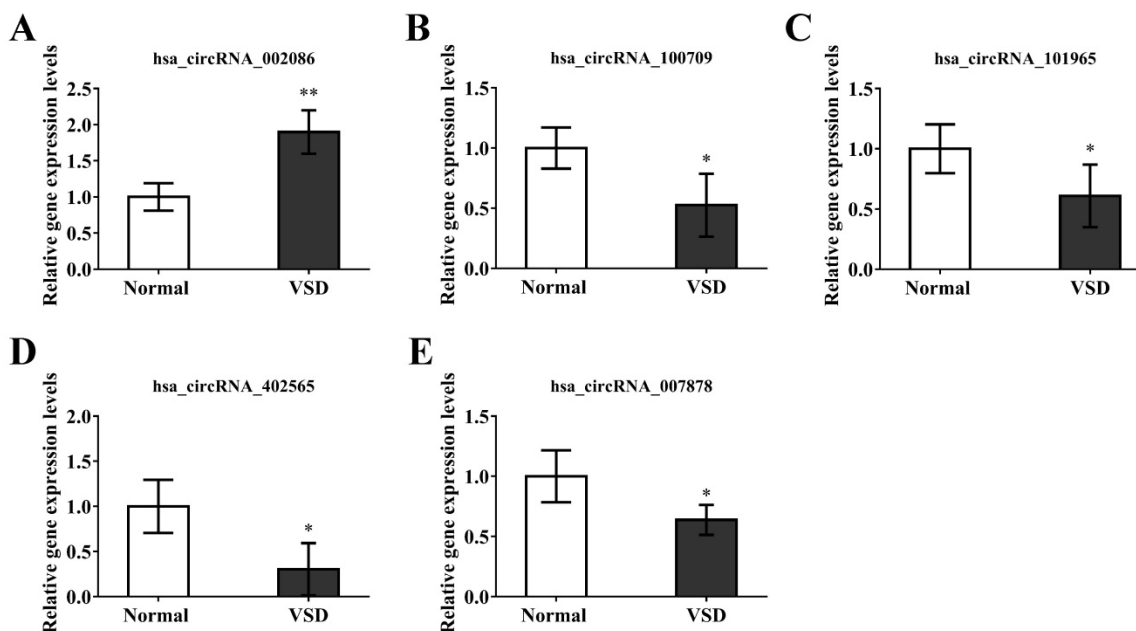 A
hsa_circRNA_002086
Relative gene expression levels
2.5
2.0
1.5
1.0
0.5
0.0
**
Normal
VSD
B
hsa_circRNA_100709
Relative gene expression levels
1.5
1.0
0.5
0.0
*
Normal
VSD
C
hsa_circRNA_101965
Relative gene expression levels
1.5
1.0
0.5
0.0
*
Normal
VSD
D
hsa_circRNA_402565
Relative gene expression levels
2.0
1.5
1.0
0.5
0.0
*
Normal
VSD
E
hsa_circRNA_007878
Relative gene expression levels
1.5
1.0
0.5
0.0
*
Normal
VSD